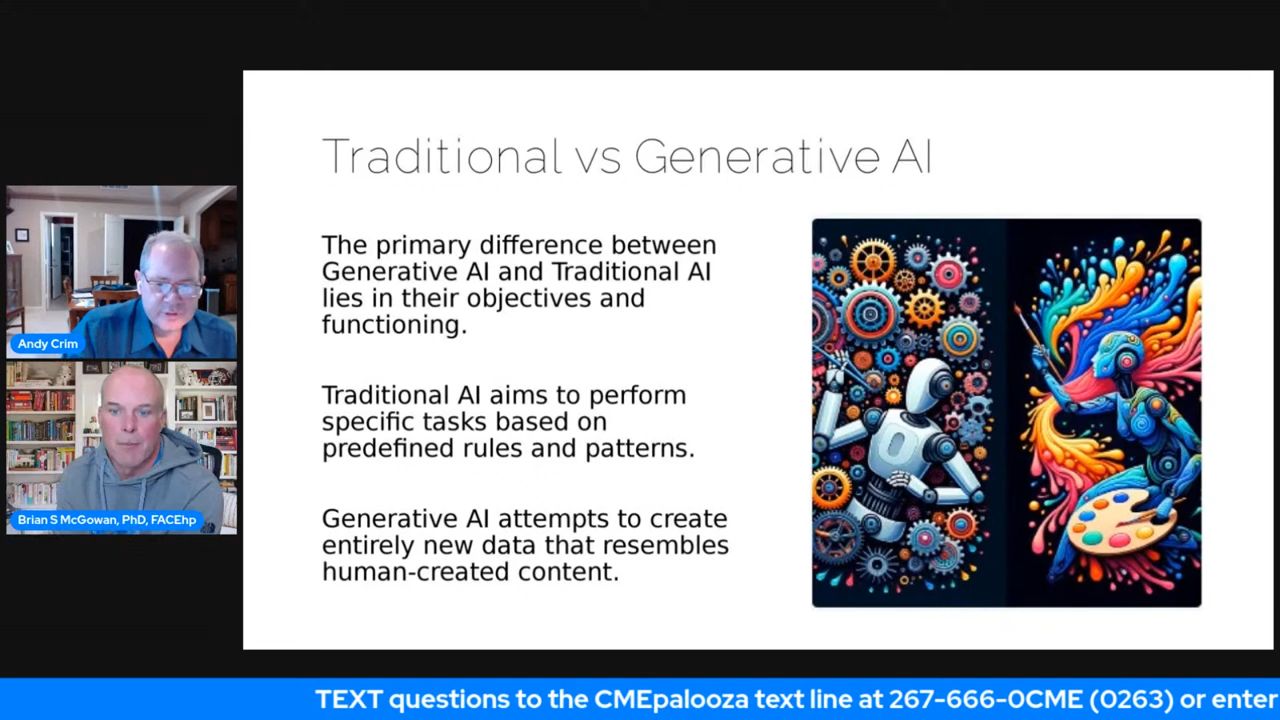 Traditional vs Generative AI
The primary difference between
Generative AI and Traditional AI
lies in their objectives and
functioning.
Traditional AI aims to perform
specific tasks based on
predefined rules and patterns.
Generative AI attempts to create
entirely new data that resembles
human-created content.
Andy Crim
Brian S McGowan, PhD, FACEhp
TEXT questions to the CMEpalooza text line at 267-666-0CME (0263) or enter